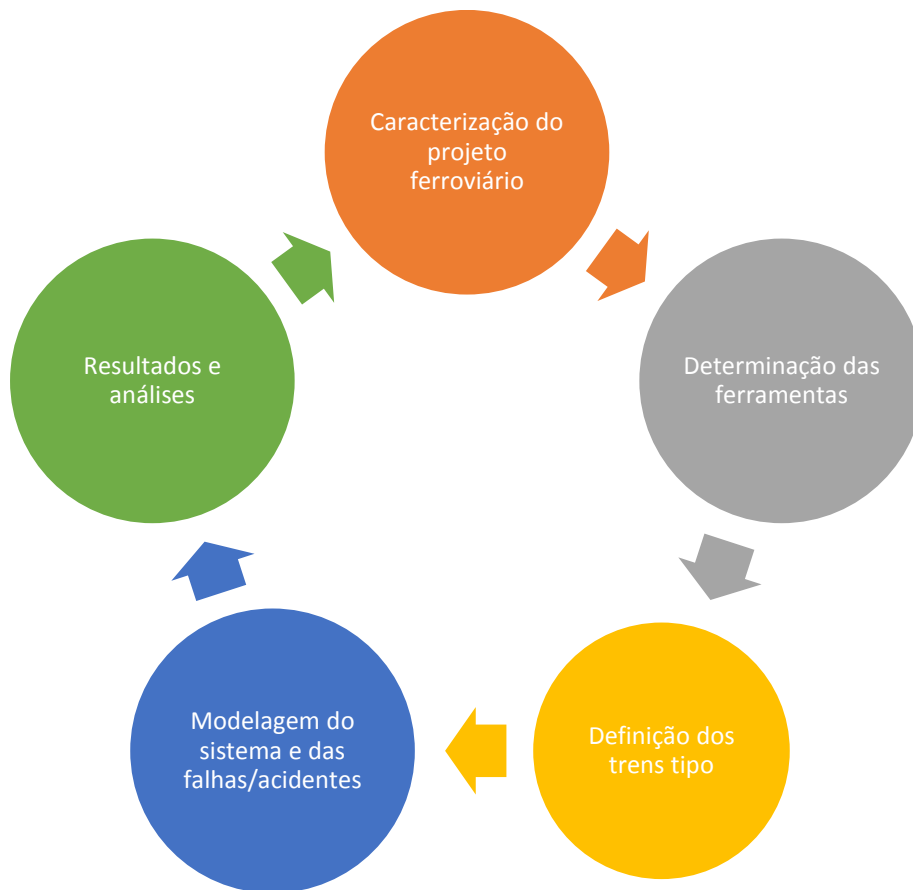 Caracterização do
projeto
ferroviário
Determinação das
ferramentas
Definição dos
trens tipo
Modelagem do
sistema e das
falhas/acidentes
Resultados e
análises